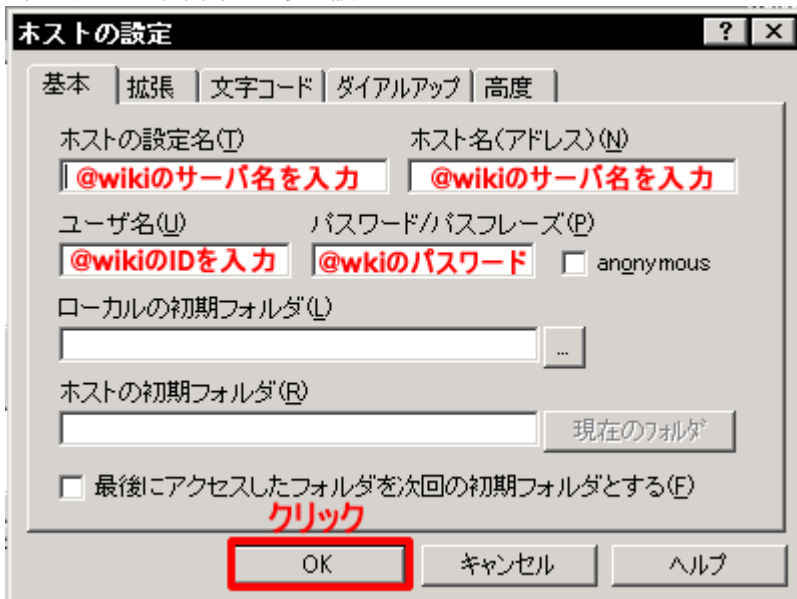 ホストの設定
? ×
基本 拡張 文字コード ダイアルアップ 高度
ホストの設定名(T) ホスト名(アドレス)(N)
@wikiのサーバ名を入力 @wikiのサーバ名を入力
ユーザ名(U) パスワード/パスフレーズ(P)
@wikiのIDを入力 @wkiのパスワード anonymous
ローカルの初期フォルダ(L)
...
ホストの初期フォルダ(R)
現在のフォルダ
最後にアクセスしたフォルダを次回の初期フォルダとする(F)
クリック
OK キャンセル ヘルプ